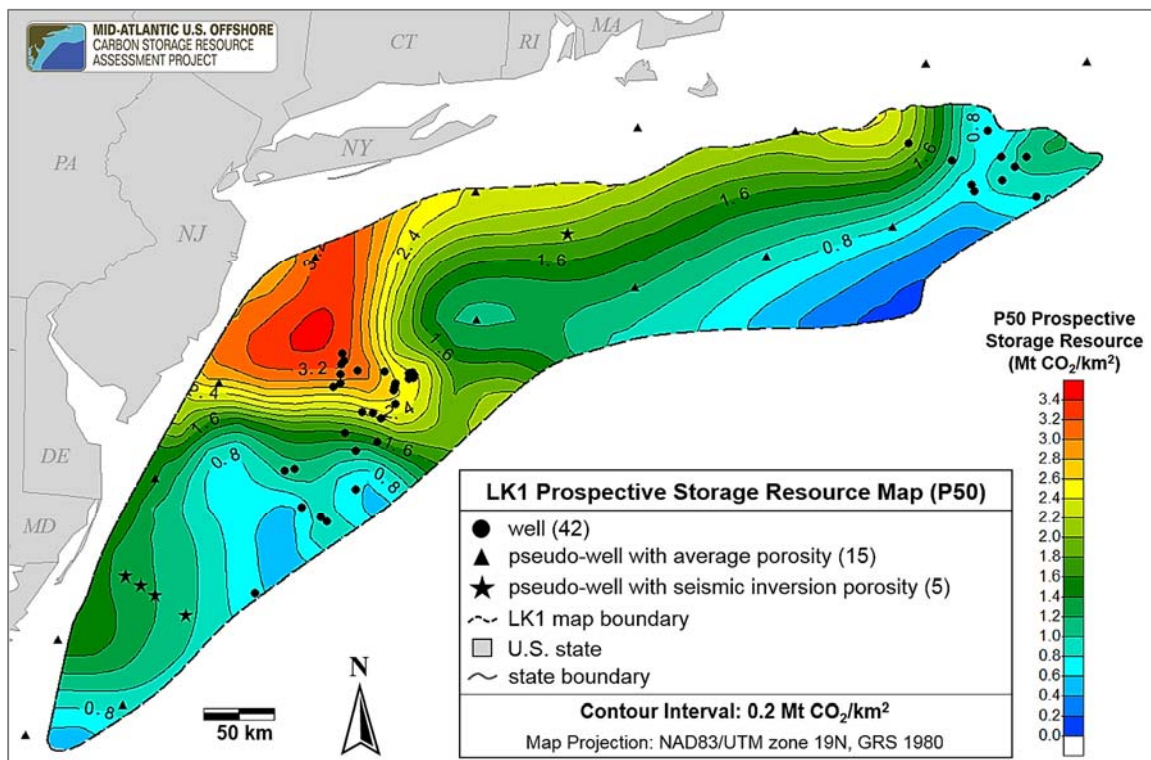 MID-ATLANTIC U.S. OFFSHORE
CARBON STORAGE RESOURCE
ASSESSMENT PROJECT
CT
RI
MA
NY
PA
NJ
DE
MD
0.8
1.6
1.6
2.4
0.8
1.6
1.6
3.2
2.4
1.6
1.6
0.8
0.8
0.8
P50 Prospective
Storage Resource
(Mt CO₂/km²)
3.4
3.2
3.0
2.8
2.6
2.4
2.2
2.0
1.8
1.6
1.4
1.2
1.0
0.8
0.6
0.4
0.2
0.0
LK1 Prospective Storage Resource Map (P50)
well (42)
pseudo-well with average porosity (15)
pseudo-well with seismic inversion porosity (5)
LK1 map boundary
U.S. state
state boundary
Contour Interval: 0.2 Mt CO₂/km²
Map Projection: NAD83/UTM zone 19N, GRS 1980
N
50 km